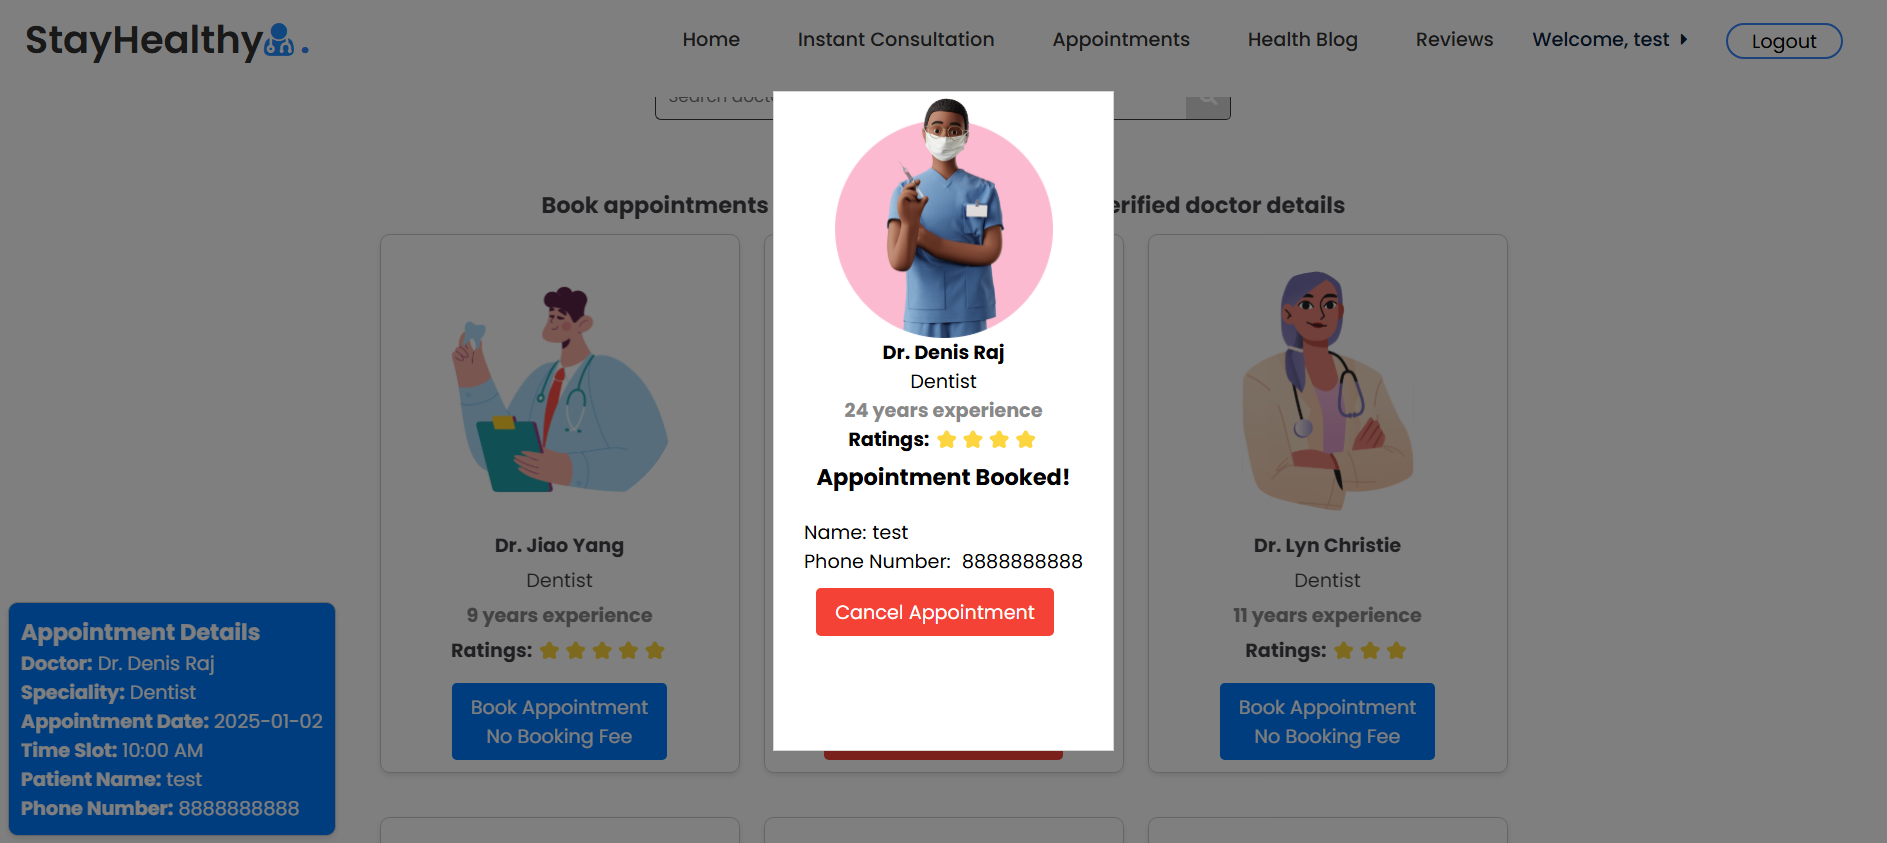 StayHealthy.
Home
Instant Consultation
Appointments
Health Blog
Reviews
Welcome, test
Logout
Search
Book appointments
verified doctor details
Dr. Jiao Yang
Dentist
9 years experience
Ratings:
Book Appointment
No Booking Fee
Dr. Denis Raj
Dentist
24 years experience
Ratings:
Appointment Booked!
Name: test
Phone Number: 8888888888
Cancel Appointment
Dr. Lyn Christie
Dentist
11 years experience
Ratings:
Book Appointment
No Booking Fee
Appointment Details
Doctor: Dr. Denis Raj
Speciality: Dentist
Appointment Date: 2025-01-02
Time Slot: 10:00 AM
Patient Name: test
Phone Number: 8888888888